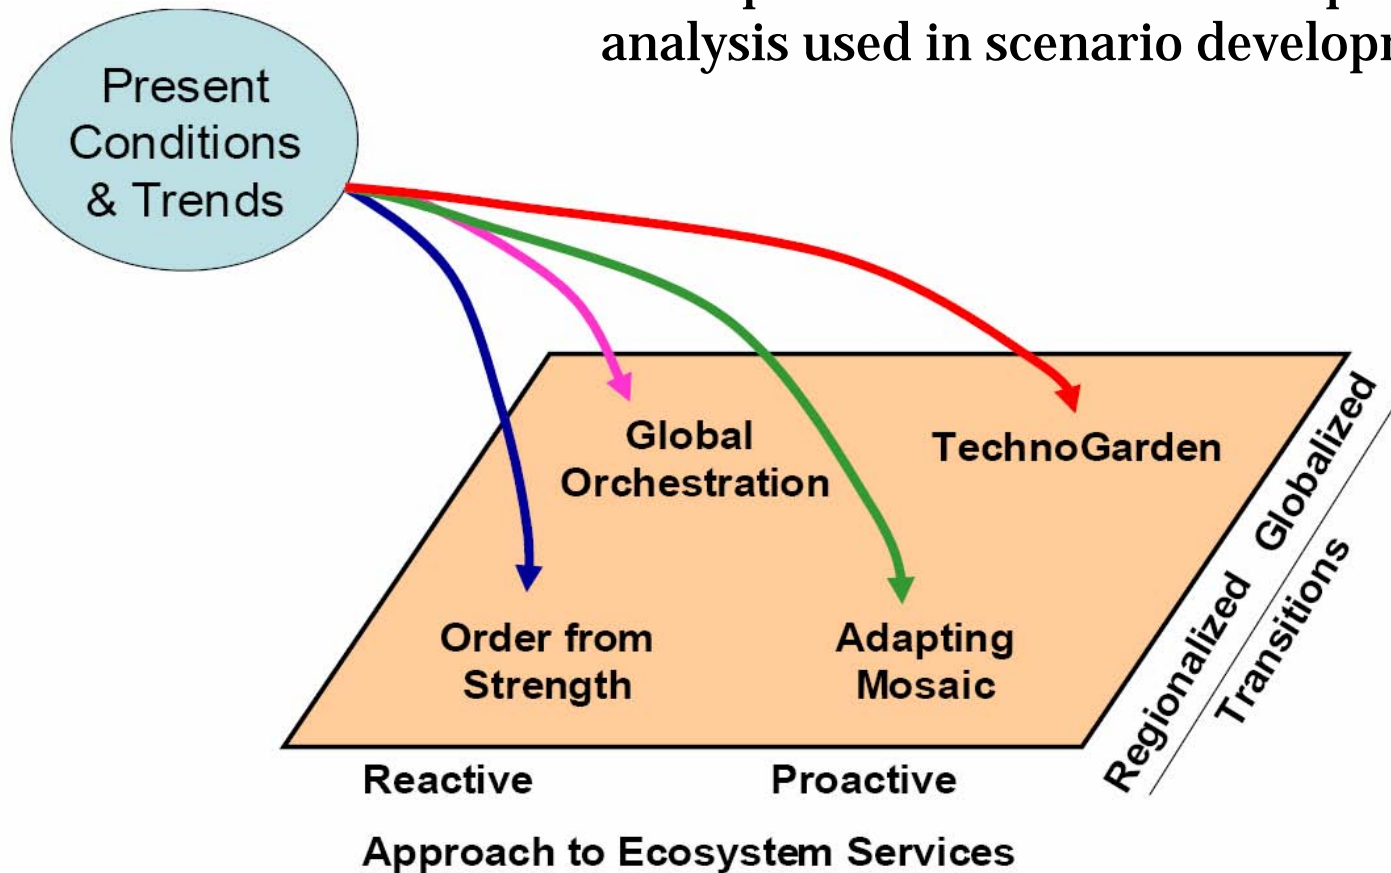 analysis used in scenario
Present
Conditions
& Trends
Global
Orchestration
TechnoGarden
Order from
Strength
Adapting
Mosaic
Regionalized Globalized
Transitions
Reactive Proactive
Approach to Ecosystem Services